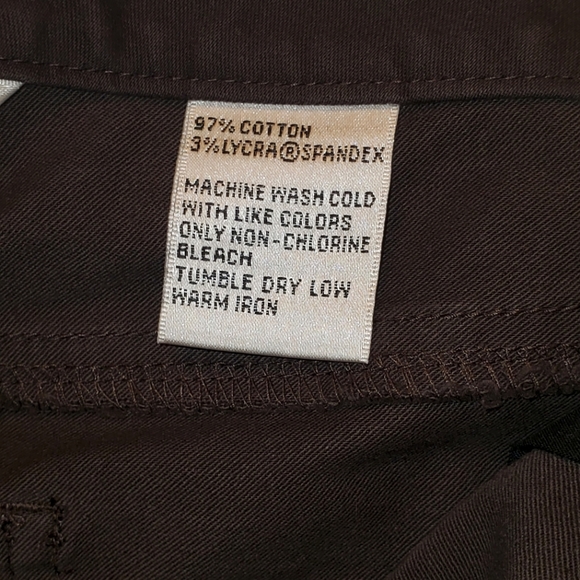 97% COTTON
3% LYCRA®SPANDEX
MACHINE WASH COLD
WITH LIKE COLORS
ONLY NON-CHLORINE
BLEACH
TUMBLE DRY LOW
WARM IRON